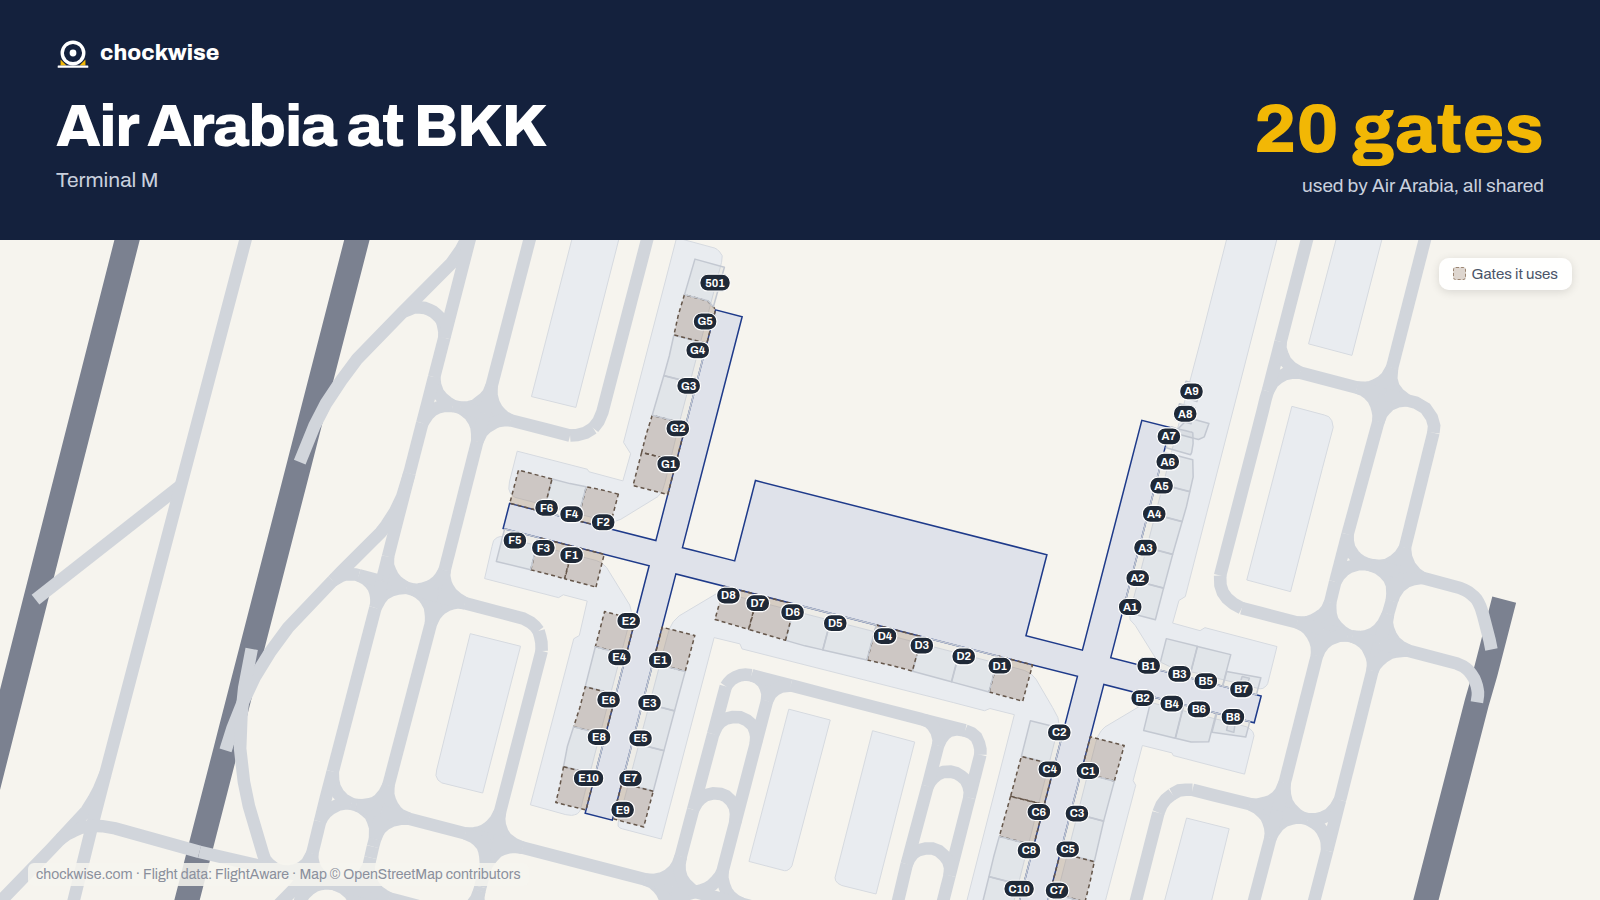 chockwise
Air Arabia at BKK
Terminal M
20 gates
used by Air Arabia, all shared
Gates it uses
501
G5
G4
G3
G2
G1
F6
F4
F2
F5
F3
F1
E2
E4
E1
E6
E3
E8
E5
E10
E7
E9
D8
D7
D6
D5
D4
D3
D2
D1
A9
A8
A7
A6
A5
A4
A3
A2
A1
B1
B3
B5
B7
B2
B4
B6
B8
C2
C4
C1
C6
C3
C8
C5
C10
C7
chockwise.com · Flight data: FlightAware · Map © OpenStreetMap contributors